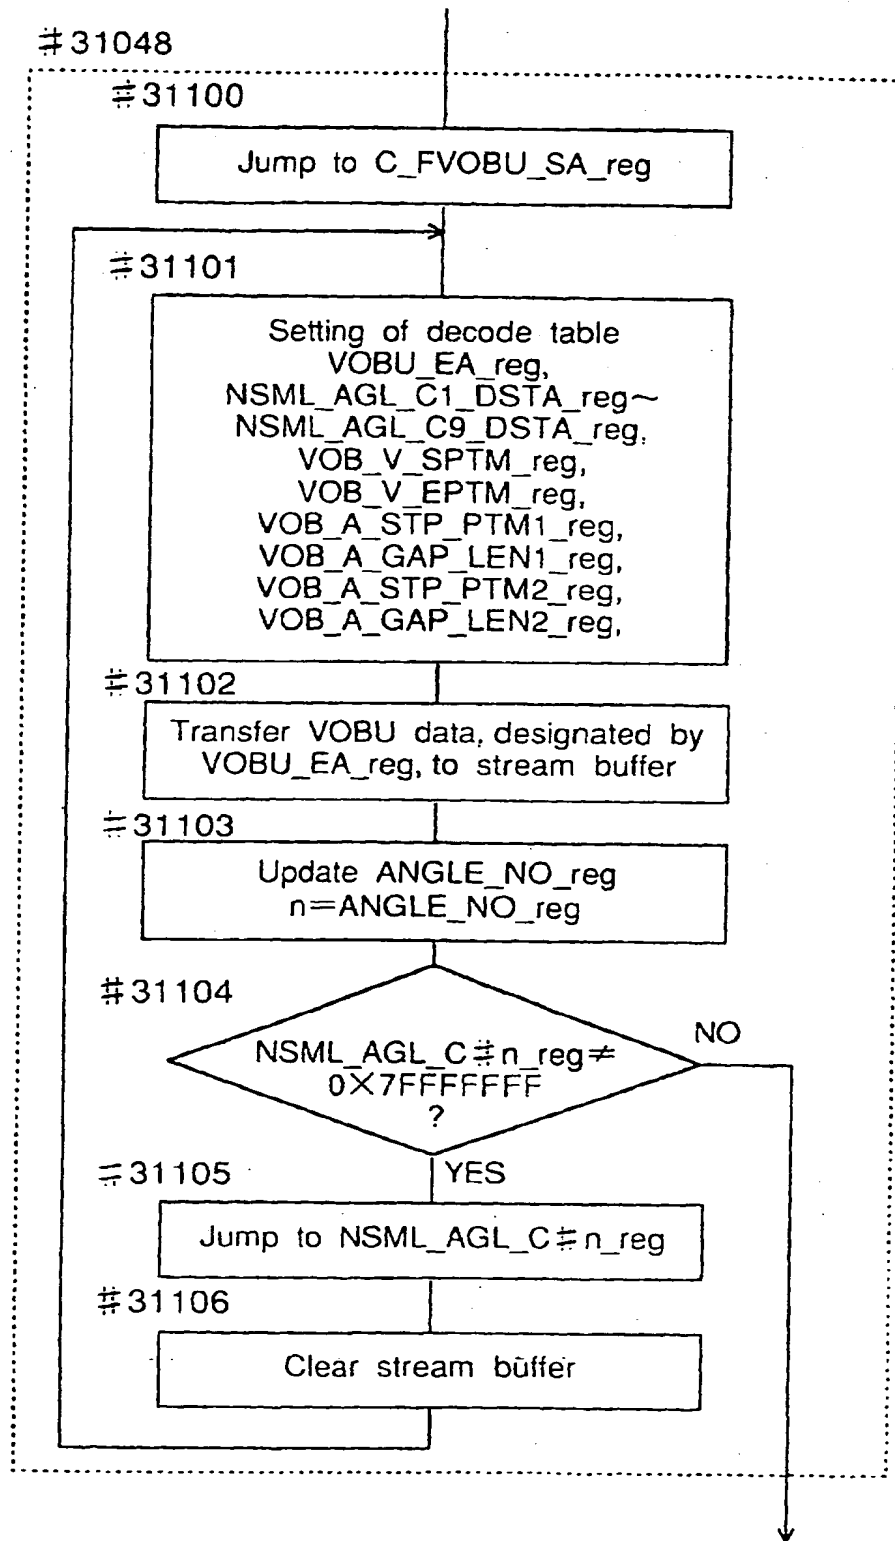 #31048
#31100
Jump to C_FVOBU_SA_reg
#31101
Setting of decode table
VOBU_EA_reg,
NSML_AGL_C1_DSTA_reg~
NSML_AGL_C9_DSTA_reg,
VOB_V_SPTM_reg,
VOB_V_EPTM_reg,
VOB_A_STP_PTM1_reg,
VOB_A_GAP_LEN1_reg,
VOB_A_STP_PTM2_reg,
VOB_A_GAP_LEN2_reg,
#31102
Transfer VOBU data, designated by
VOBU_EA_reg, to stream buffer
#31103
Update ANGLE_NO_reg
n=ANGLE_NO_reg
#31104
NO
NSML_AGL_C#n_reg≠
0X7FFFFFFF
?
#31105
YES
Jump to NSML_AGL_C#n_reg
#31106
Clear stream buffer